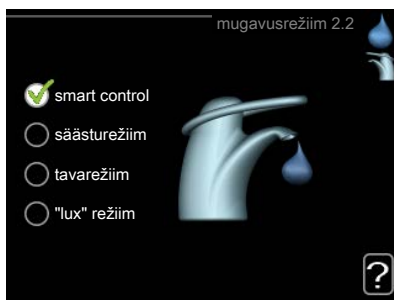 mugavusrežiim 2.2
smart control
säästurežiim
tavarežiim
"lux" režiim
?